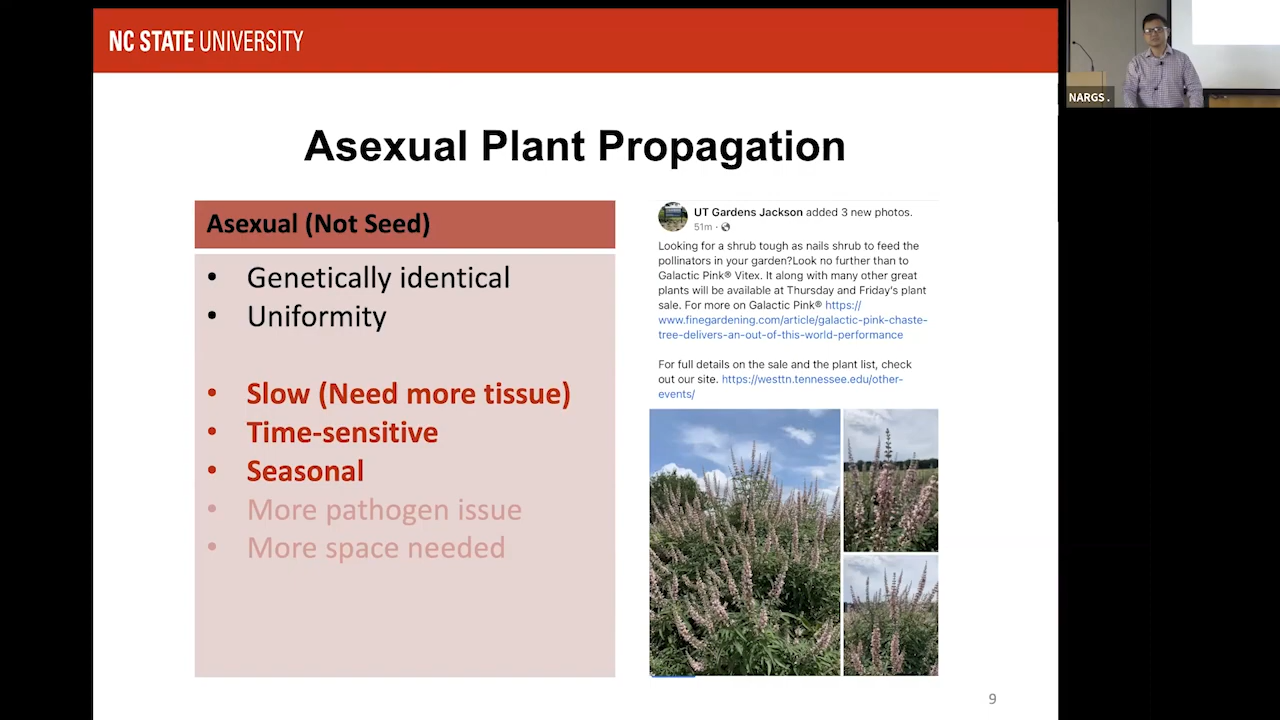 NC STATE UNIVERSITY
NARGS .
Asexual Plant Propagation
Asexual (Not Seed)
• Genetically identical
• Uniformity
• Slow (Need more tissue)
• Time-sensitive
• Seasonal
• More pathogen issue
• More space needed
UT Gardens Jackson added 3 new photos.
51m ·
Looking for a shrub tough as nails shrub to feed the
pollinators in your garden?Look no further than to
Galactic Pink® Vitex. It along with many other great
plants will be available at Thursday and Friday's plant
sale. For more on Galactic Pink® https://
www.finegardening.com/article/galactic-pink-chaste-
tree-delivers-an-out-of-this-world-performance
For full details on the sale and the plant list, check
out our site. https://westtn.tennessee.edu/other-
events/
9